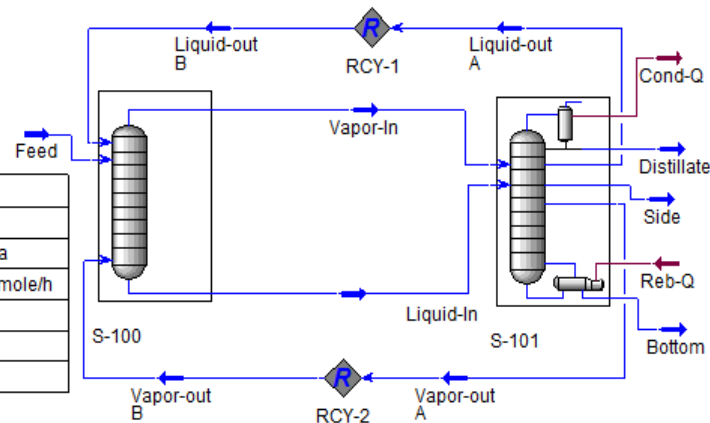 Liquid-out
B
R
RCY-1
Liquid-out
A
Cond-Q
Feed
Vapor-In
Distillate
Side
a
mole/h
Reb-Q
Liquid-In
S-100
S-101
Bottom
Vapor-out
B
R
RCY-2
Vapor-out
A